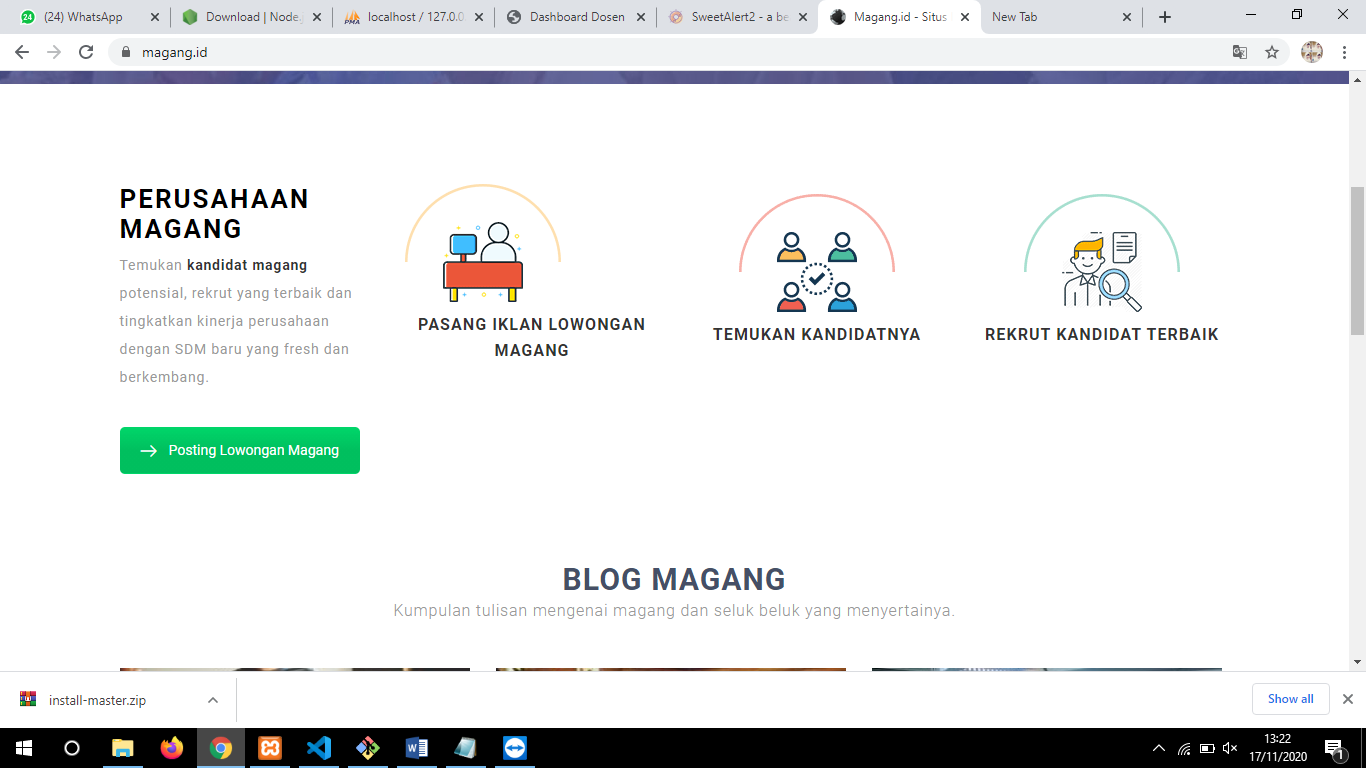 (24) WhatsApp
Download | Node.j
localhost / 127.0.0
Dashboard Dosen
SweetAlert2 - a be
Magang.id - Situs
New Tab
magang.id
PERUSAHAAN
MAGANG
Temukan kandidat magang
potensial, rekrut yang terbaik dan
tingkatkan kinerja perusahaan
dengan SDM baru yang fresh dan
berkembang.
Posting Lowongan Magang
PASANG IKLAN LOWONGAN
MAGANG
TEMUKAN KANDIDATNYA
REKRUT KANDIDAT TERBAIK
BLOG MAGANG
Kumpulan tulisan mengenai magang dan seluk beluk yang menyertainya.
install-master.zip
Show all
13:22
17/11/2020
1